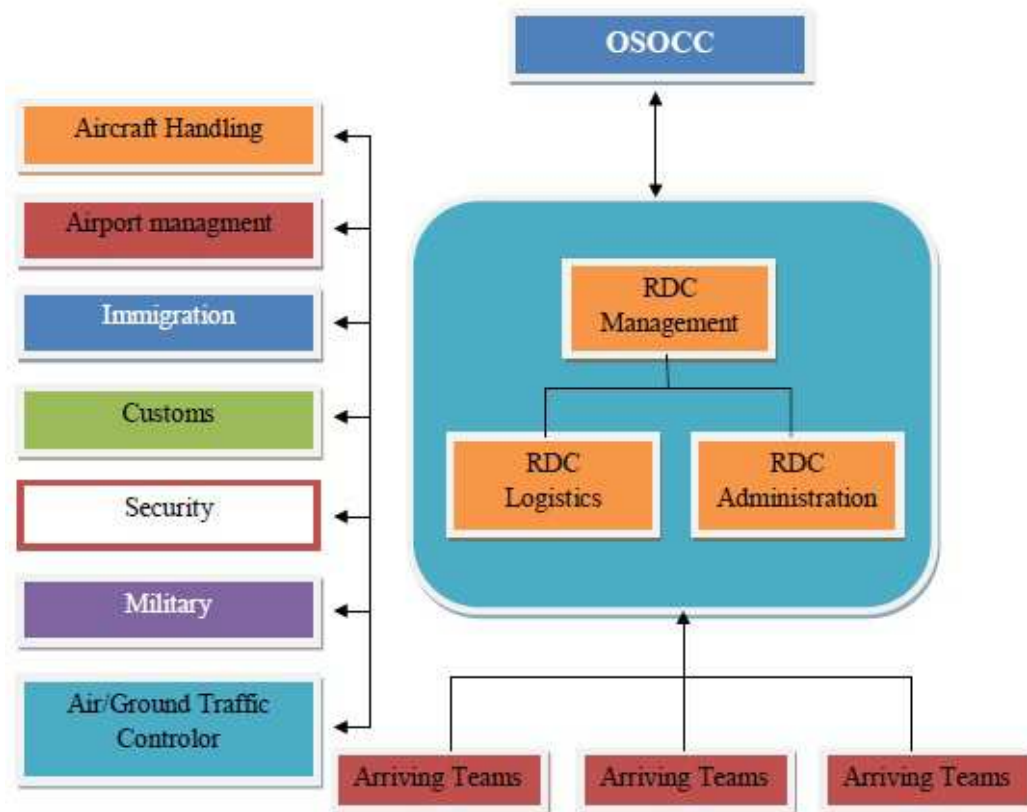 OSOCC
Aircraft Handling
Airport managment
Immigration
Customs
Security
Military
Air/Ground Traffic
Controlor
RDC
Management
RDC
Logistics
RDC
Administration
Arriving Teams
Arriving Teams
Arriving Teams